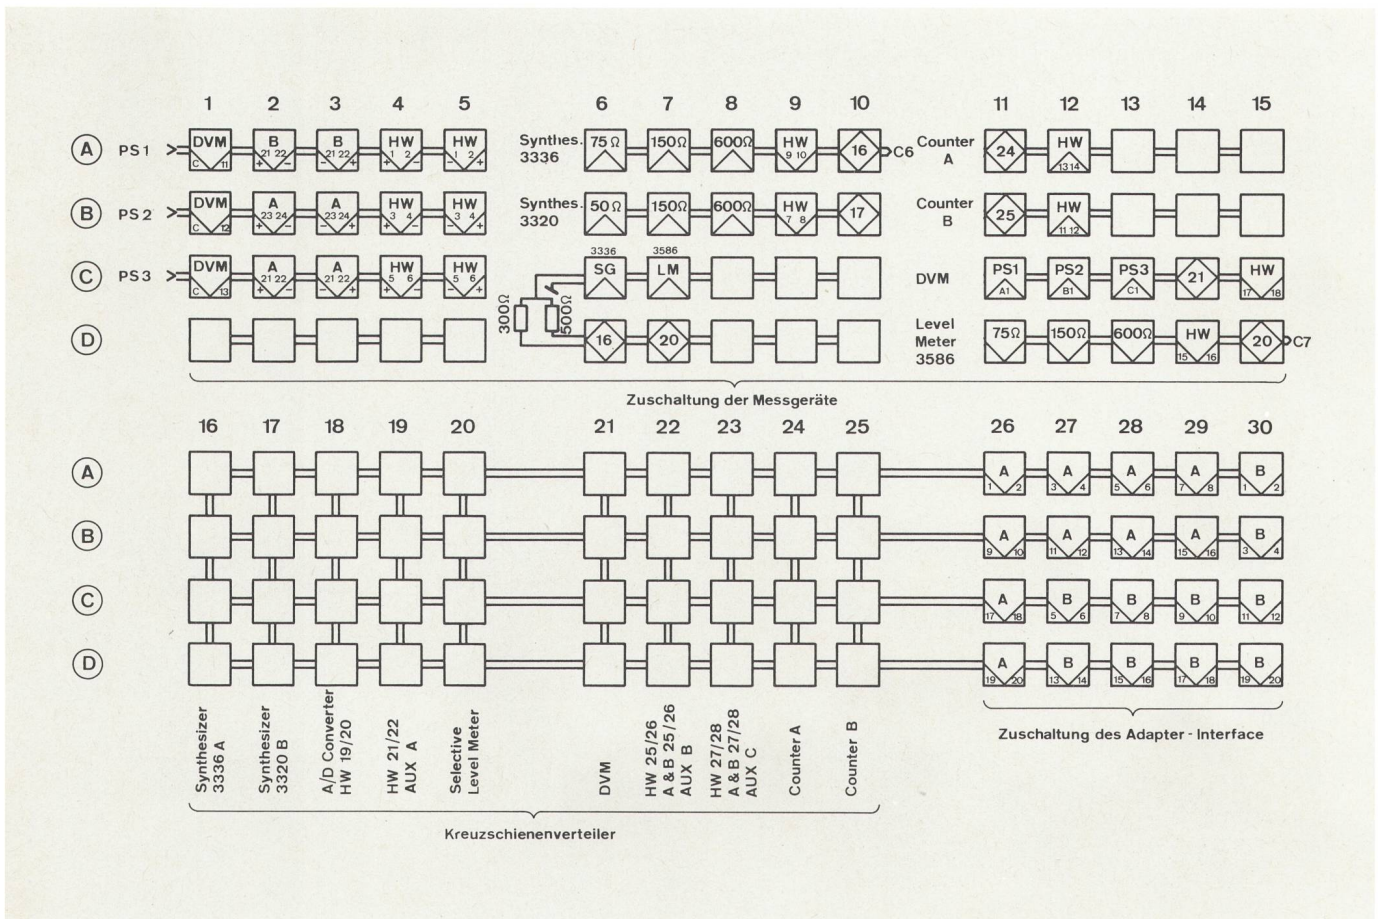 1 2 3 4 5 6 7 8 9 10 11 12 13 14 15
A PS1 DVM C 11 B 21 22 + − B 21 22 − + HW 1 2 + − HW 1 2 − + Synthes. 3336 75Ω 150Ω 600Ω HW 9 10 16 C6 Counter A 24 HW 13 14
B PS2 DVM C 12 A 23 24 + − A 23 24 − + HW 3 4 + − HW 3 4 − + Synthes. 3320 50Ω 150Ω 600Ω HW 7 8 17 Counter B 25 HW 11 12
3336 3586
C PS3 DVM C 13 A 21 22 + − A 21 22 − + HW 5 6 + − HW 5 6 − + SG LM DVM PS1 A1 PS2 B1 PS3 C1 21 HW 17 18
300Ω 500Ω
D 16 20 Level Meter 3586 75Ω 150Ω 600Ω HW 15 16 20 C7
Zuschaltung der Messgeräte
16 17 18 19 20 21 22 23 24 25 26 27 28 29 30
A A 1 2 A 3 4 A 5 6 A 7 8 B 1 2
B A 9 10 A 11 12 A 13 14 A 15 16 B 3 4
C A 17 18 B 5 6 B 7 8 B 9 10 B 11 12
D A 19 20 B 13 14 B 15 16 B 17 18 B 19 20
Synthesizer
3336 A
Synthesizer
3320 B
A/D Converter
HW 19/20
HW 21/22
AUX A
Selective
Level Meter
DVM
HW 25/26
A & B 25/26
AUX B
HW 27/28
A & B 27/28
AUX C
Counter A
Counter B
Zuschaltung des Adapter - Interface
Kreuzschienenverteiler